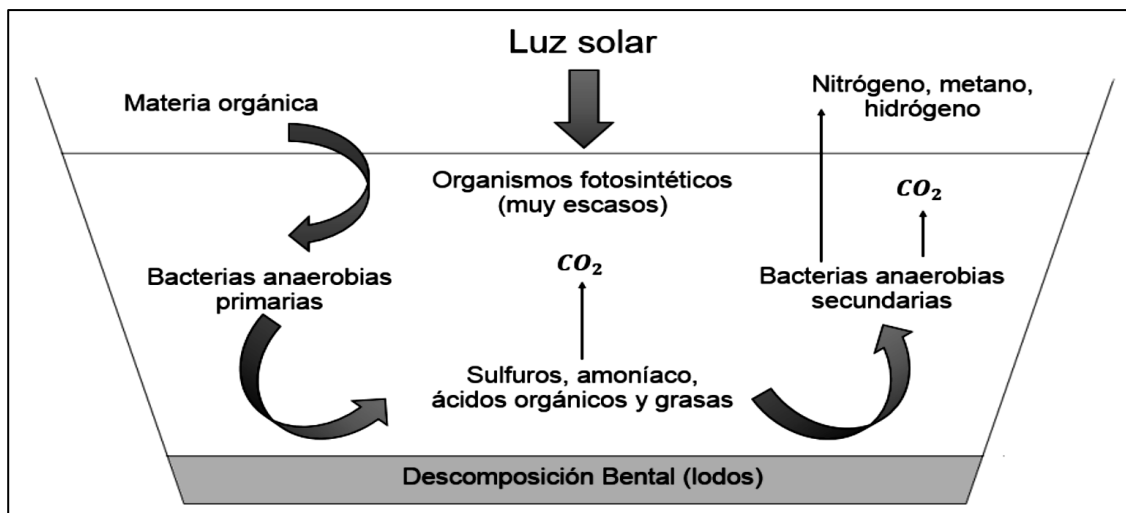 Luz solar
Materia orgánica
Nitrógeno, metano,
hidrógeno
Organismos fotosintéticos
(muy escasos)
CO₂
Bacterias anaerobias
primarias
CO₂
Bacterias anaerobias
secundarias
Sulfuros, amoníaco,
ácidos orgánicos y grasas
Descomposición Bental (lodos)